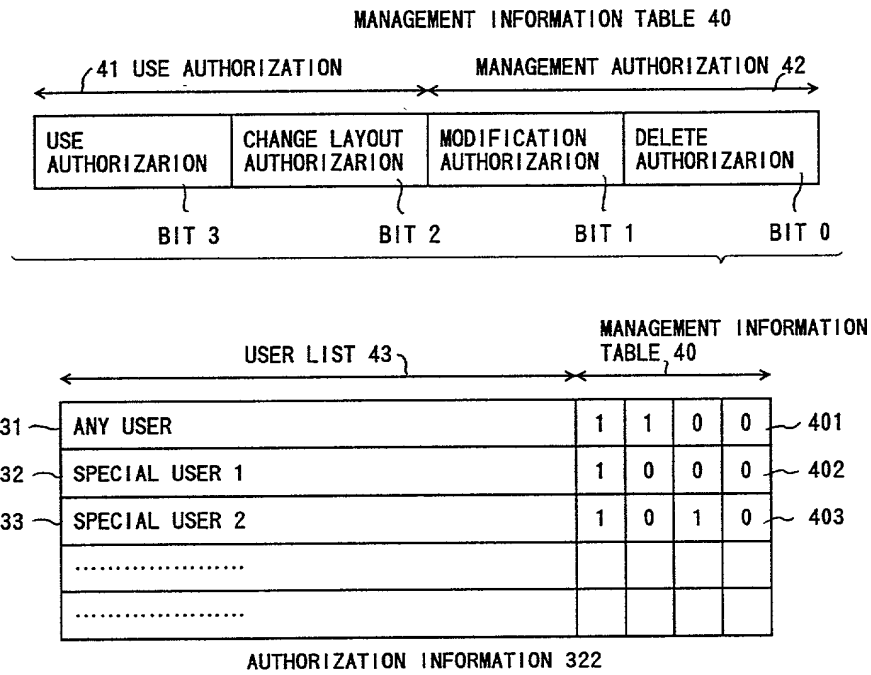 MANAGEMENT INFORMATION TABLE 40
41 USE AUTHORIZATION
MANAGEMENT AUTHORIZATION 42
USE
AUTHORIZARION
CHANGE LAYOUT
AUTHORIZARION
MODIFICATION
AUTHORIZARION
DELETE
AUTHORIZARION
BIT 3
BIT 2
BIT 1
BIT 0
USER LIST 43
MANAGEMENT INFORMATION
TABLE 40
31 ANY USER 1 1 0 0 401
32 SPECIAL USER 1 1 0 0 0 402
33 SPECIAL USER 2 1 0 1 0 403
.....................
.....................
AUTHORIZATION INFORMATION 322